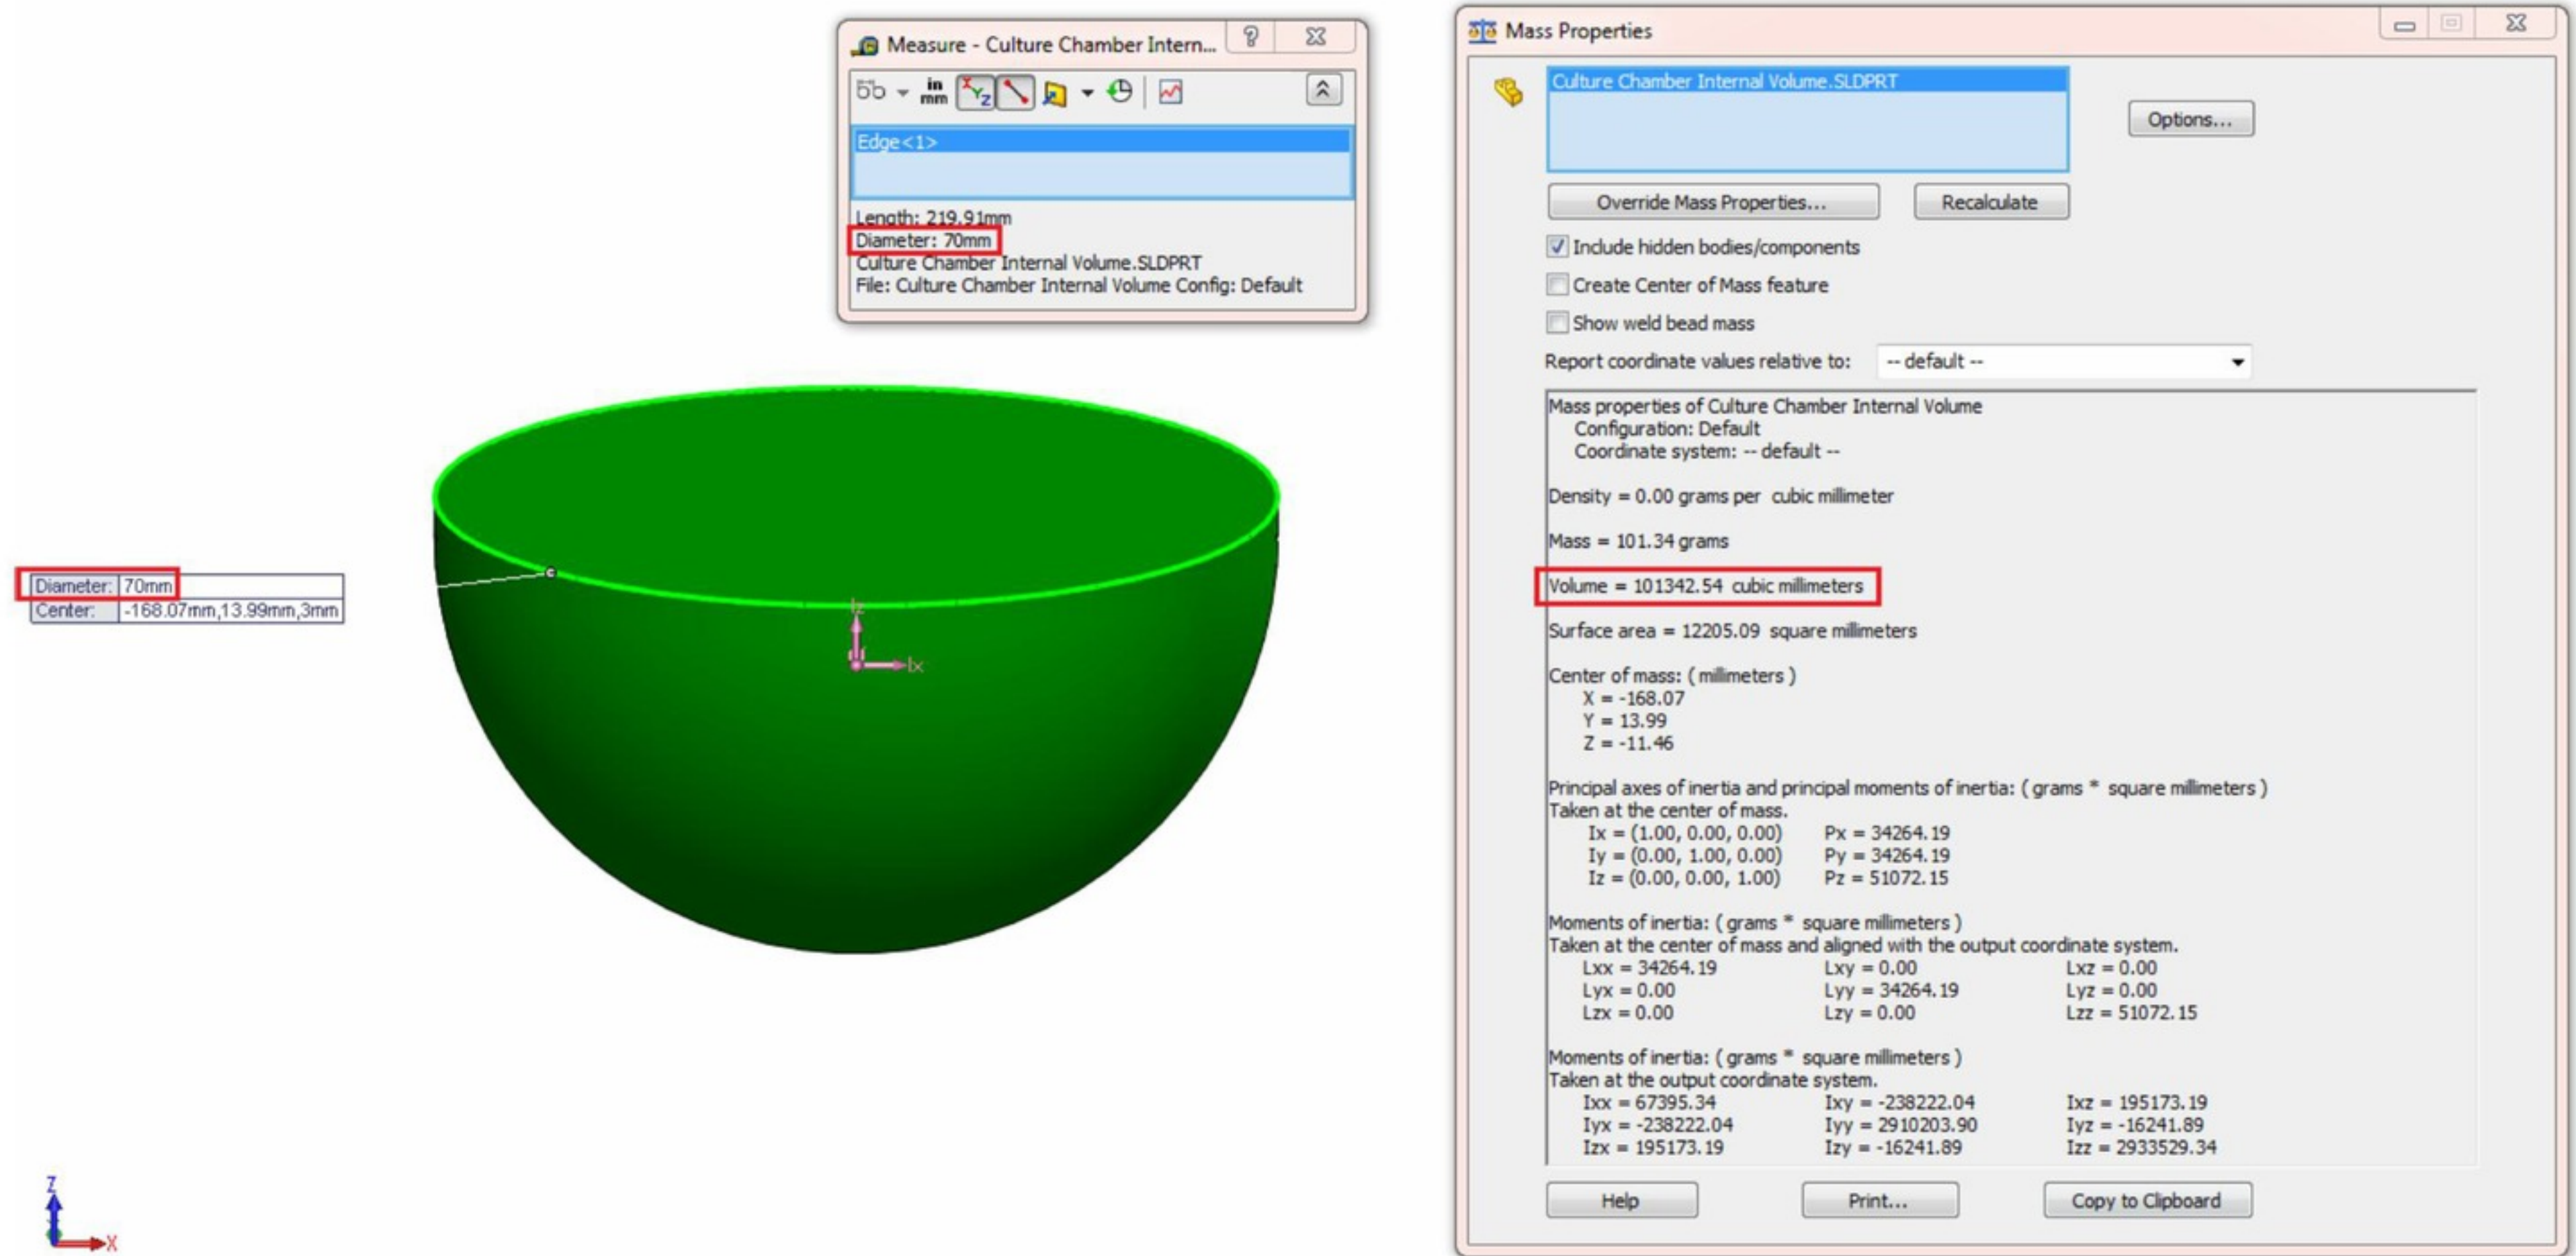 Measure - Culture Chamber Intern...
in
mm
X
Y
Z
Edge<1>
Length: 219.91mm
Diameter: 70mm
Culture Chamber Internal Volume.SLDPRT
File: Culture Chamber Internal Volume Config: Default
Diameter: 70mm
Center: -168.07mm,13.99mm,3mm
Iz
Ix
Z
X
Mass Properties
Culture Chamber Internal Volume.SLDPRT
Options...
Override Mass Properties...
Recalculate
Include hidden bodies/components
Create Center of Mass feature
Show weld bead mass
Report coordinate values relative to: -- default --
Mass properties of Culture Chamber Internal Volume
Configuration: Default
Coordinate system: -- default --
Density = 0.00 grams per cubic millimeter
Mass = 101.34 grams
Volume = 101342.54 cubic millimeters
Surface area = 12205.09 square millimeters
Center of mass: ( millimeters )
X = -168.07
Y = 13.99
Z = -11.46
Principal axes of inertia and principal moments of inertia: ( grams * square millimeters )
Taken at the center of mass.
Ix = (1.00, 0.00, 0.00) Px = 34264.19
Iy = (0.00, 1.00, 0.00) Py = 34264.19
Iz = (0.00, 0.00, 1.00) Pz = 51072.15
Moments of inertia: ( grams * square millimeters )
Taken at the center of mass and aligned with the output coordinate system.
Lxx = 34264.19 Lxy = 0.00 Lxz = 0.00
Lyx = 0.00 Lyy = 34264.19 Lyz = 0.00
Lzx = 0.00 Lzy = 0.00 Lzz = 51072.15
Moments of inertia: ( grams * square millimeters )
Taken at the output coordinate system.
Ixx = 67395.34 Ixy = -238222.04 Ixz = 195173.19
Iyx = -238222.04 Iyy = 2910203.90 Iyz = -16241.89
Izx = 195173.19 Izy = -16241.89 Izz = 2933529.34
Help
Print...
Copy to Clipboard